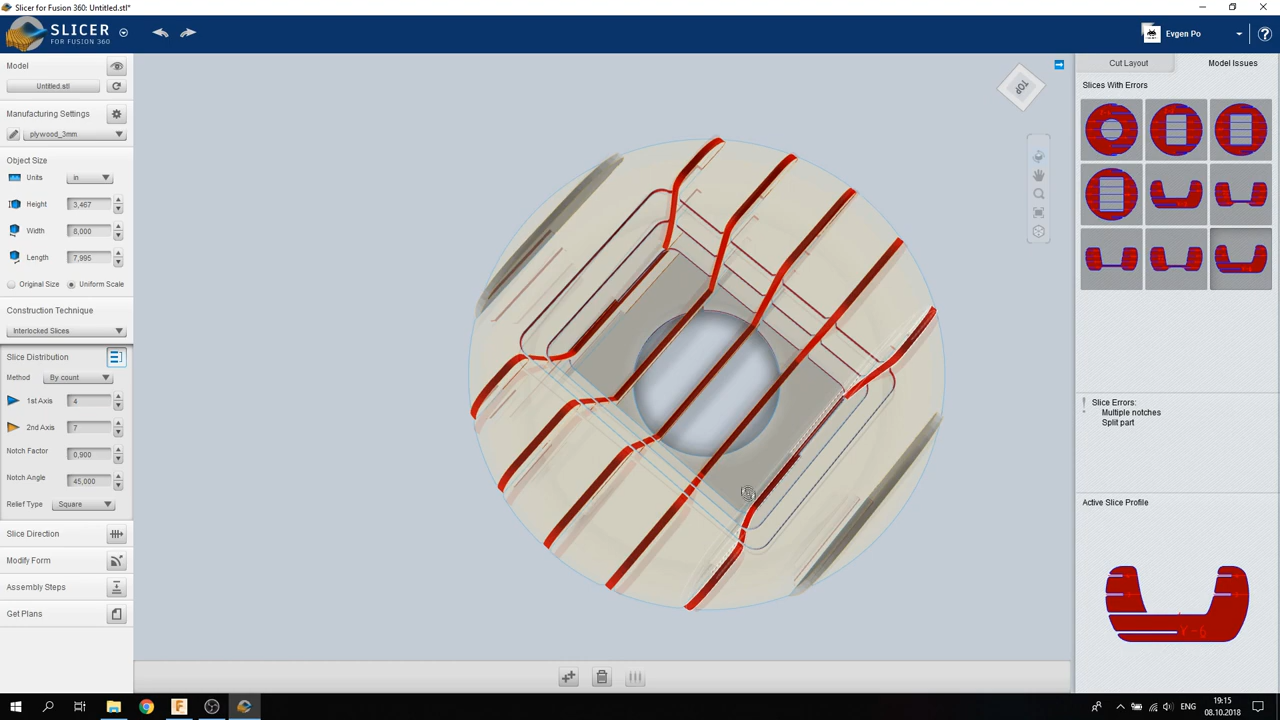 Slicer for Fusion 360: Untitled.stl*
SLICER
FOR FUSION 360
Evgen Po
Model
Untitled.stl
Manufacturing Settings
plywood_3mm
Object Size
Units in
Height 3,467
Width 8,000
Length 7,995
Original Size Uniform Scale
Construction Technique
Interlocked Slices
Slice Distribution
Method By count
1st Axis 4
2nd Axis 7
Notch Factor 0,900
Notch Angle 45,000
Relief Type Square
Slice Direction
Modify Form
Assembly Steps
Get Plans
TOP
Cut Layout Model Issues
Slices With Errors
Slice Errors:
Multiple notches
Split part
Active Slice Profile
Y-6
ENG
19:15
08.10.2018